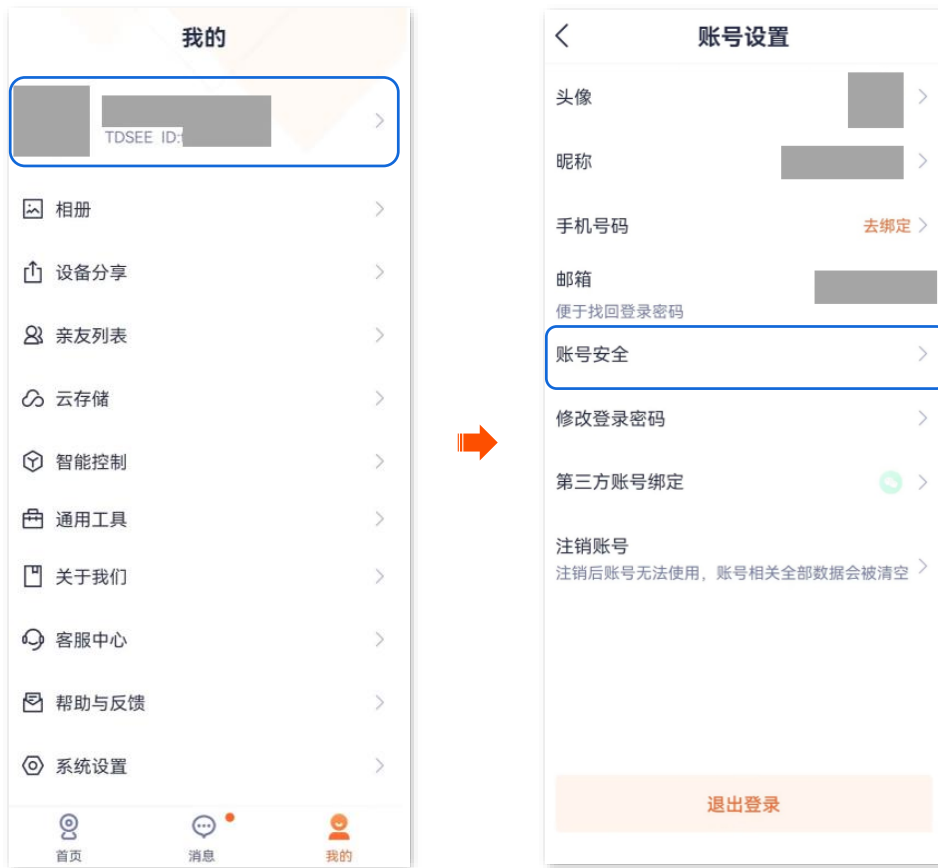 我的
TDSEE ID:
相册
设备分享
亲友列表
云存储
智能控制
通用工具
关于我们
客服中心
帮助与反馈
系统设置
首页
消息
我的
账号设置
头像
昵称
手机号码
去绑定
邮箱
便于找回登录密码
账号安全
修改登录密码
第三方账号绑定
注销账号
注销后账号无法使用，账号相关全部数据会被清空
退出登录